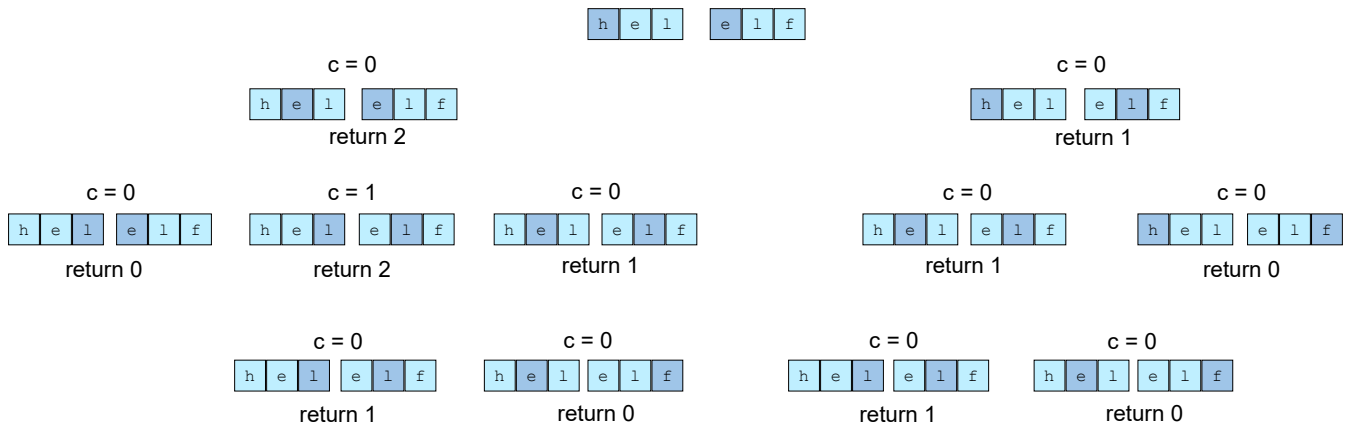 h e l e l f
c = 0 c = 0
h e l e l f h e l e l f
return 2 return 1
c = 0 c = 1 c = 0 c = 0 c = 0
h e l e l f h e l e l f h e l e l f h e l e l f h e l e l f
return 0 return 2 return 1 return 1 return 0
c = 0 c = 0 c = 0 c = 0
h e l e l f h e l e l f h e l e l f h e l e l f
return 1 return 0 return 1 return 0